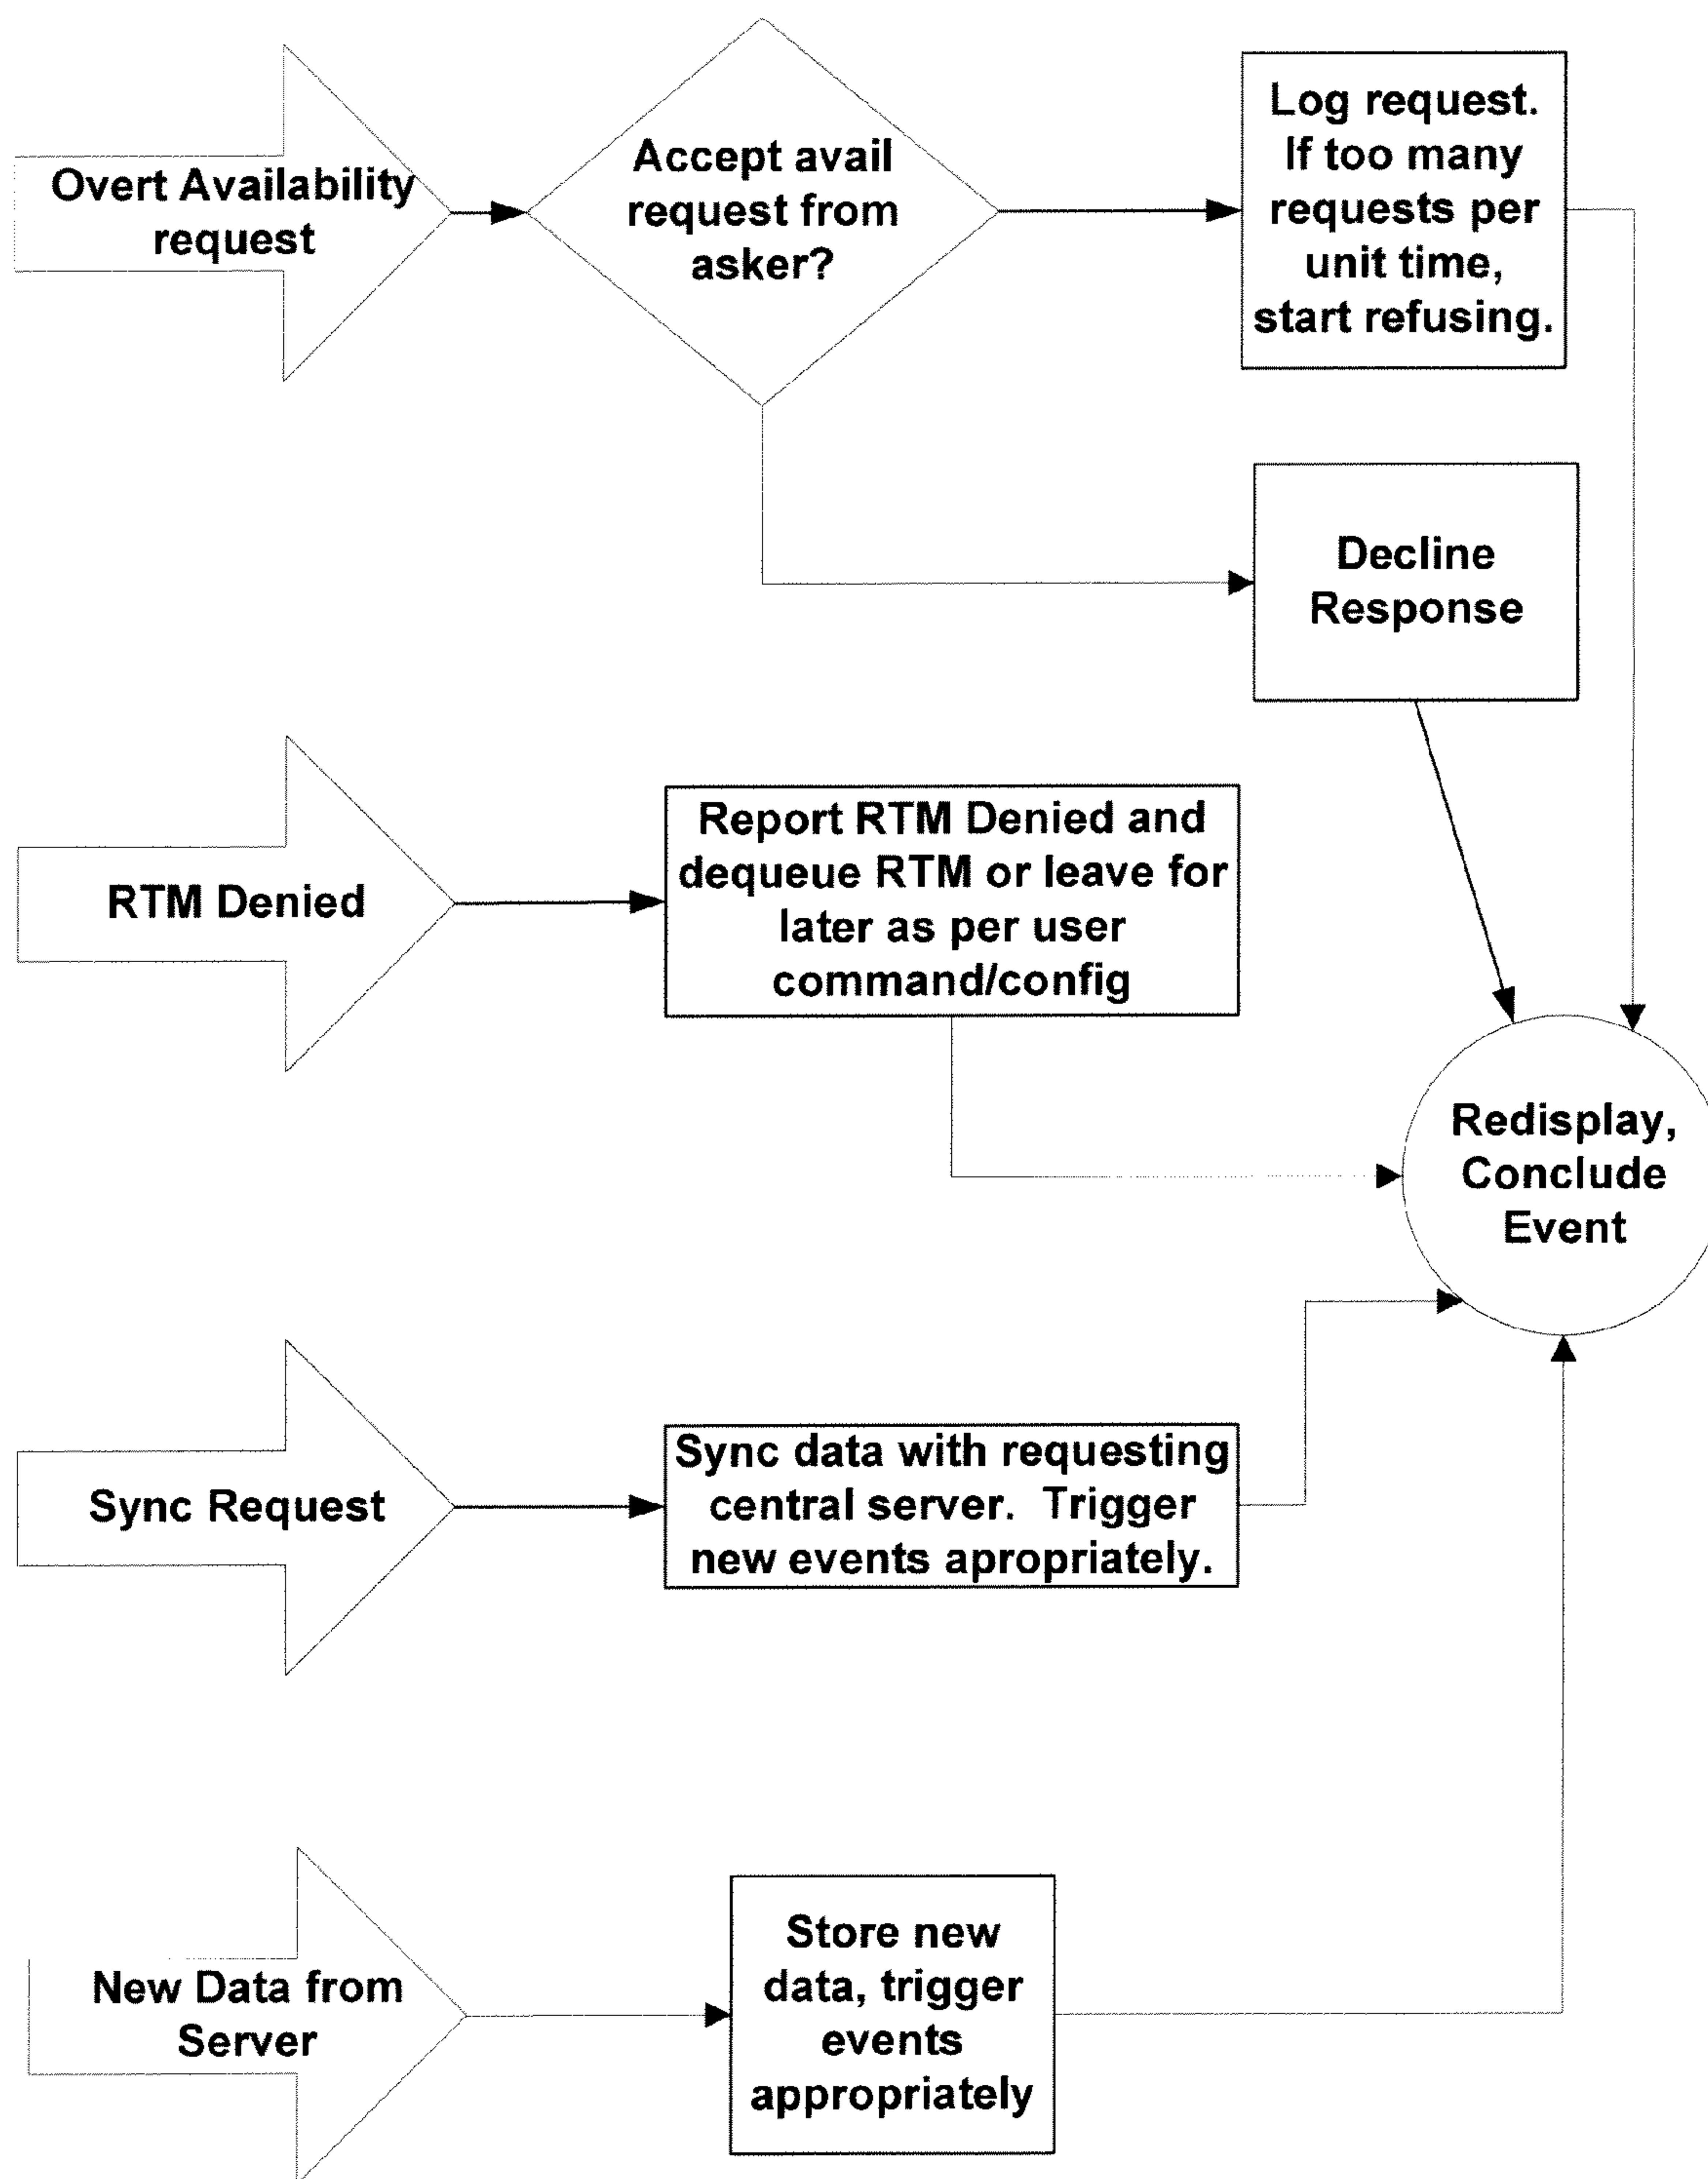 Overt Availability
request
Accept avail
request from
asker?
Log request.
If too many
requests per
unit time,
start refusing.
Decline
Response
RTM Denied
Report RTM Denied and
dequeue RTM or leave for
later as per user
command/config
Redisplay,
Conclude
Event
Sync Request
Sync data with requesting
central server.  Trigger
new events apropriately.
New Data from
Server
Store new
data, trigger
events
appropriately